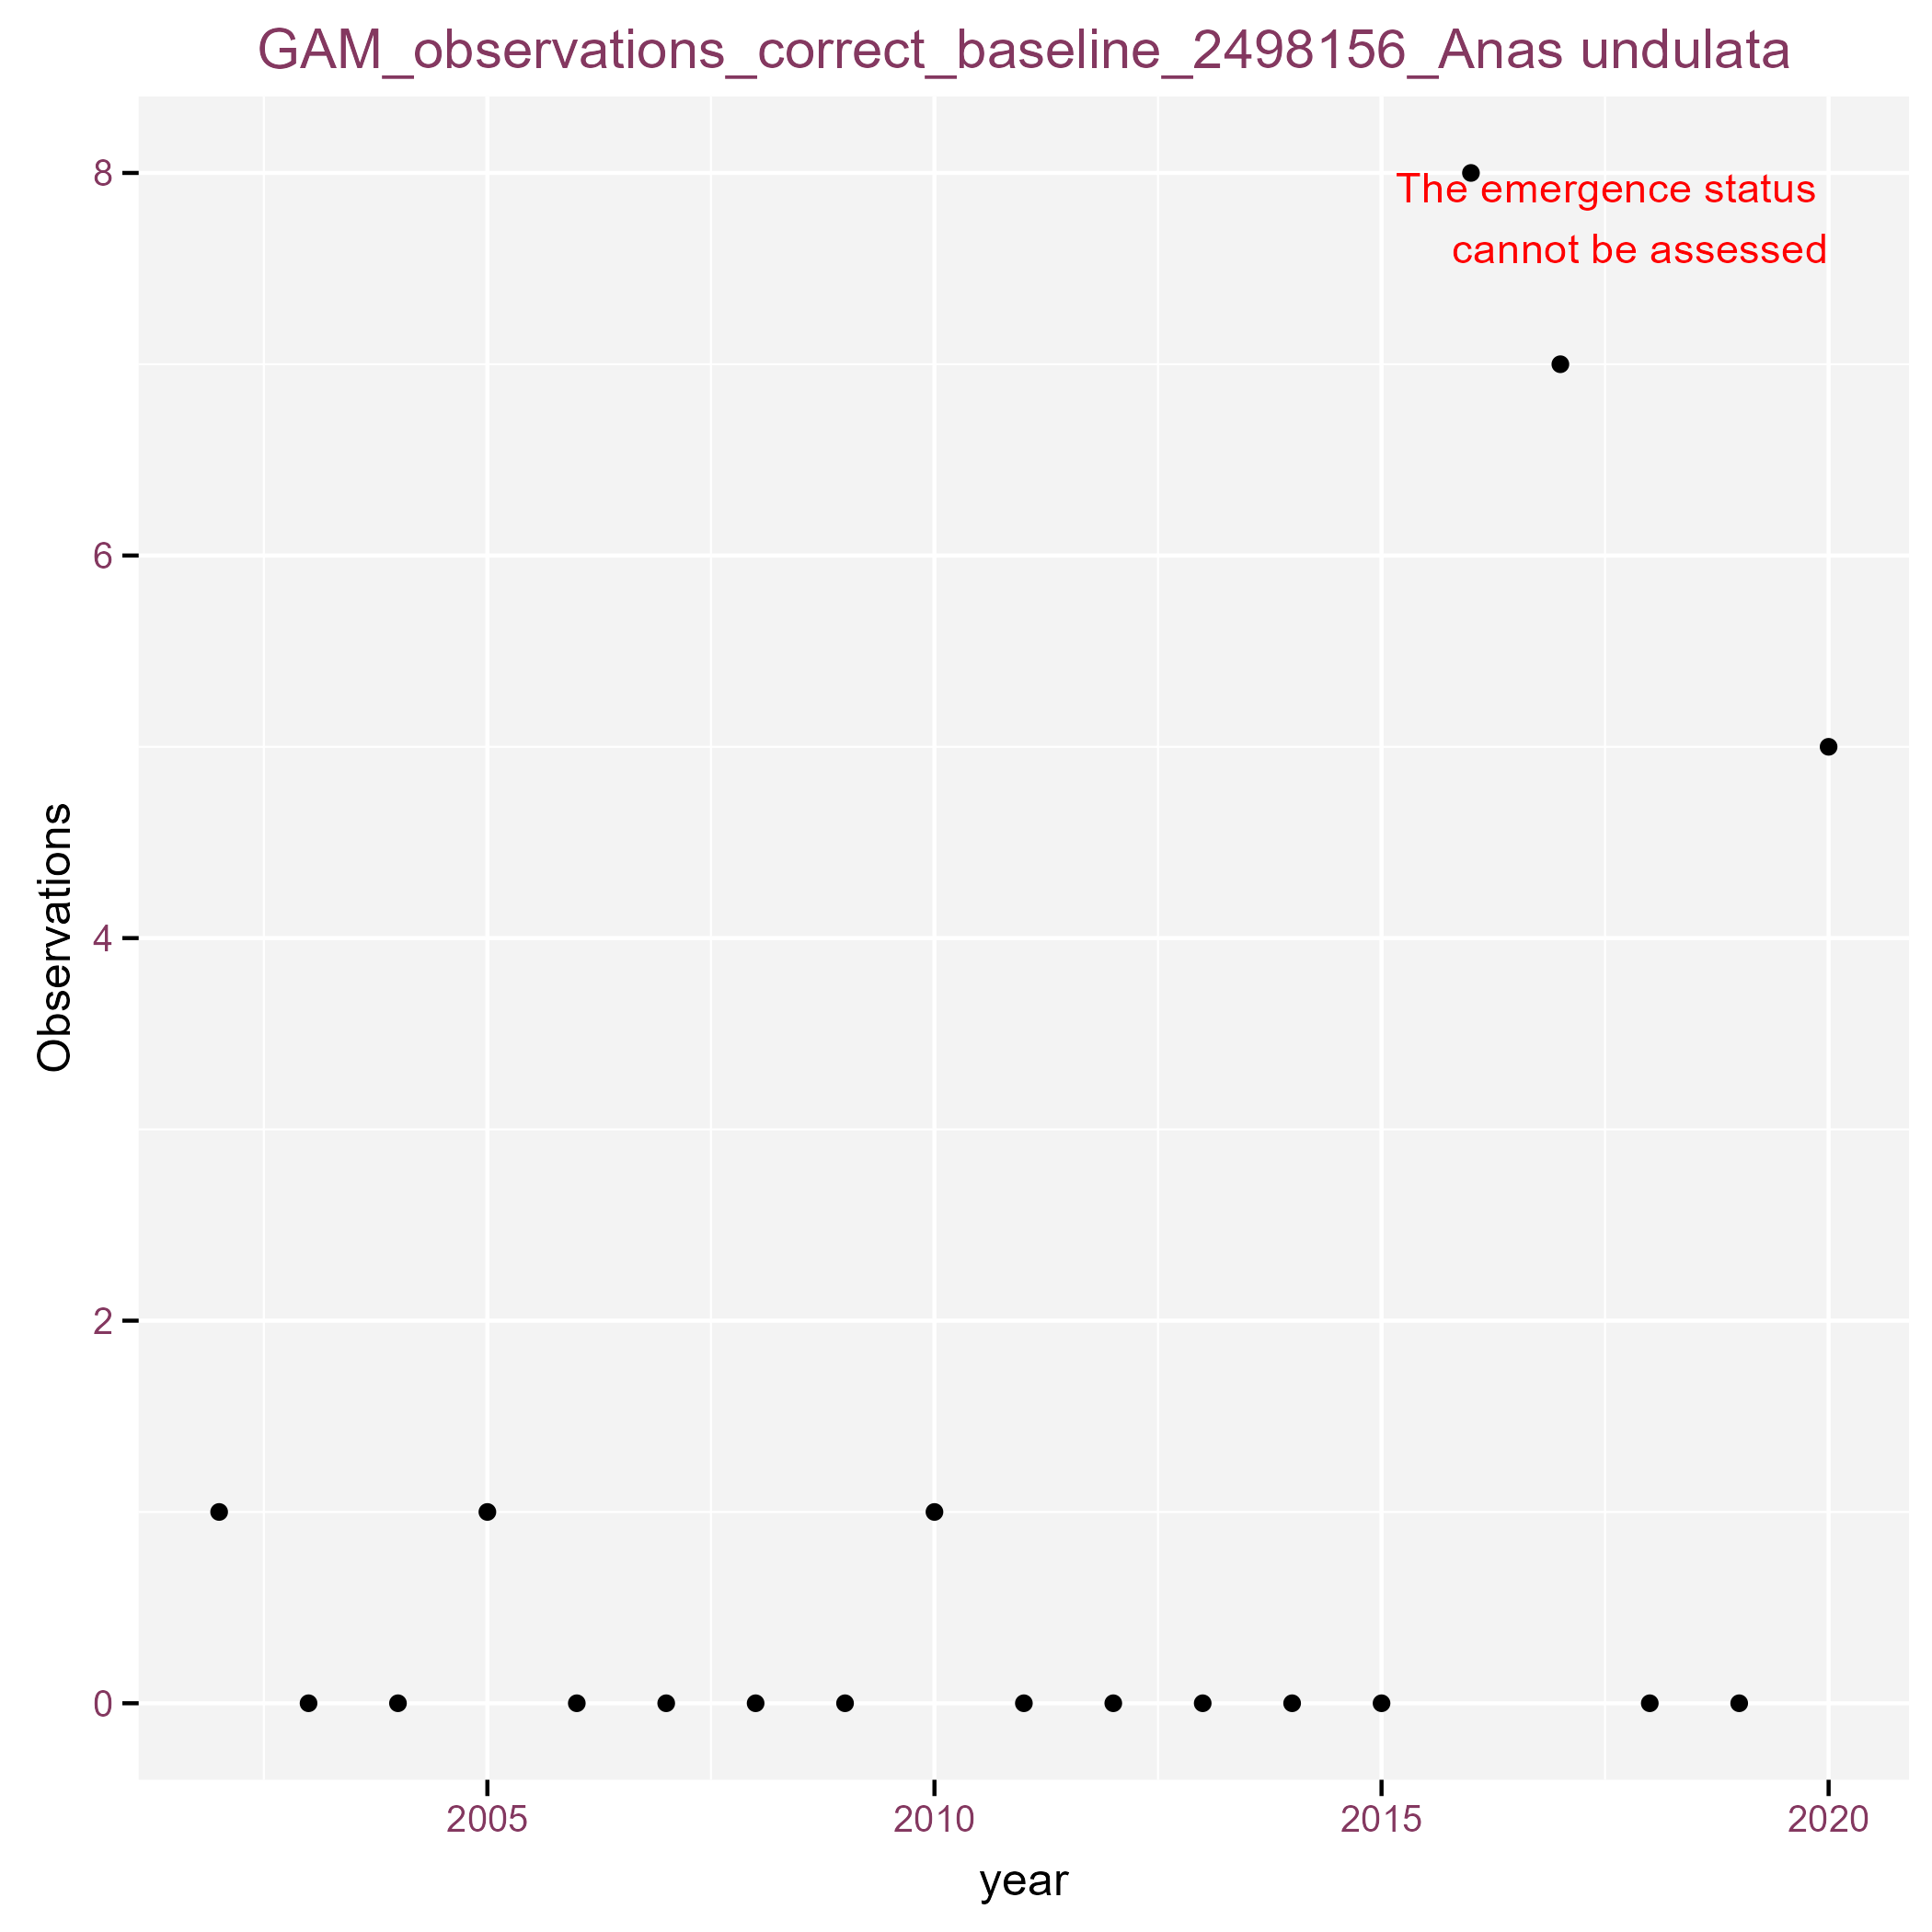 GAM_observations_correct_baseline_2498156_Anas undulata
The emergence status
cannot be assessed
8
6
4
2
0
Observations
2005 2010 2015 2020
year